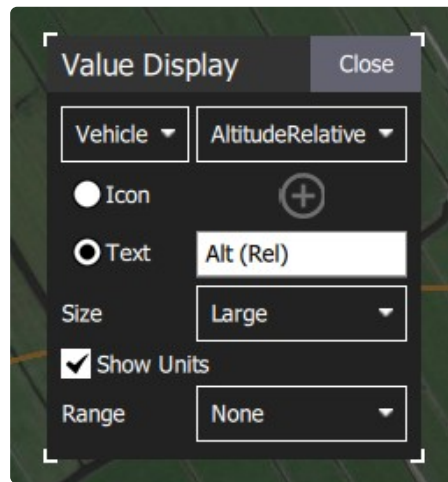 Value Display Close
Vehicle AltitudeRelative
Icon
Text Alt (Rel)
Size Large
Show Units
Range None